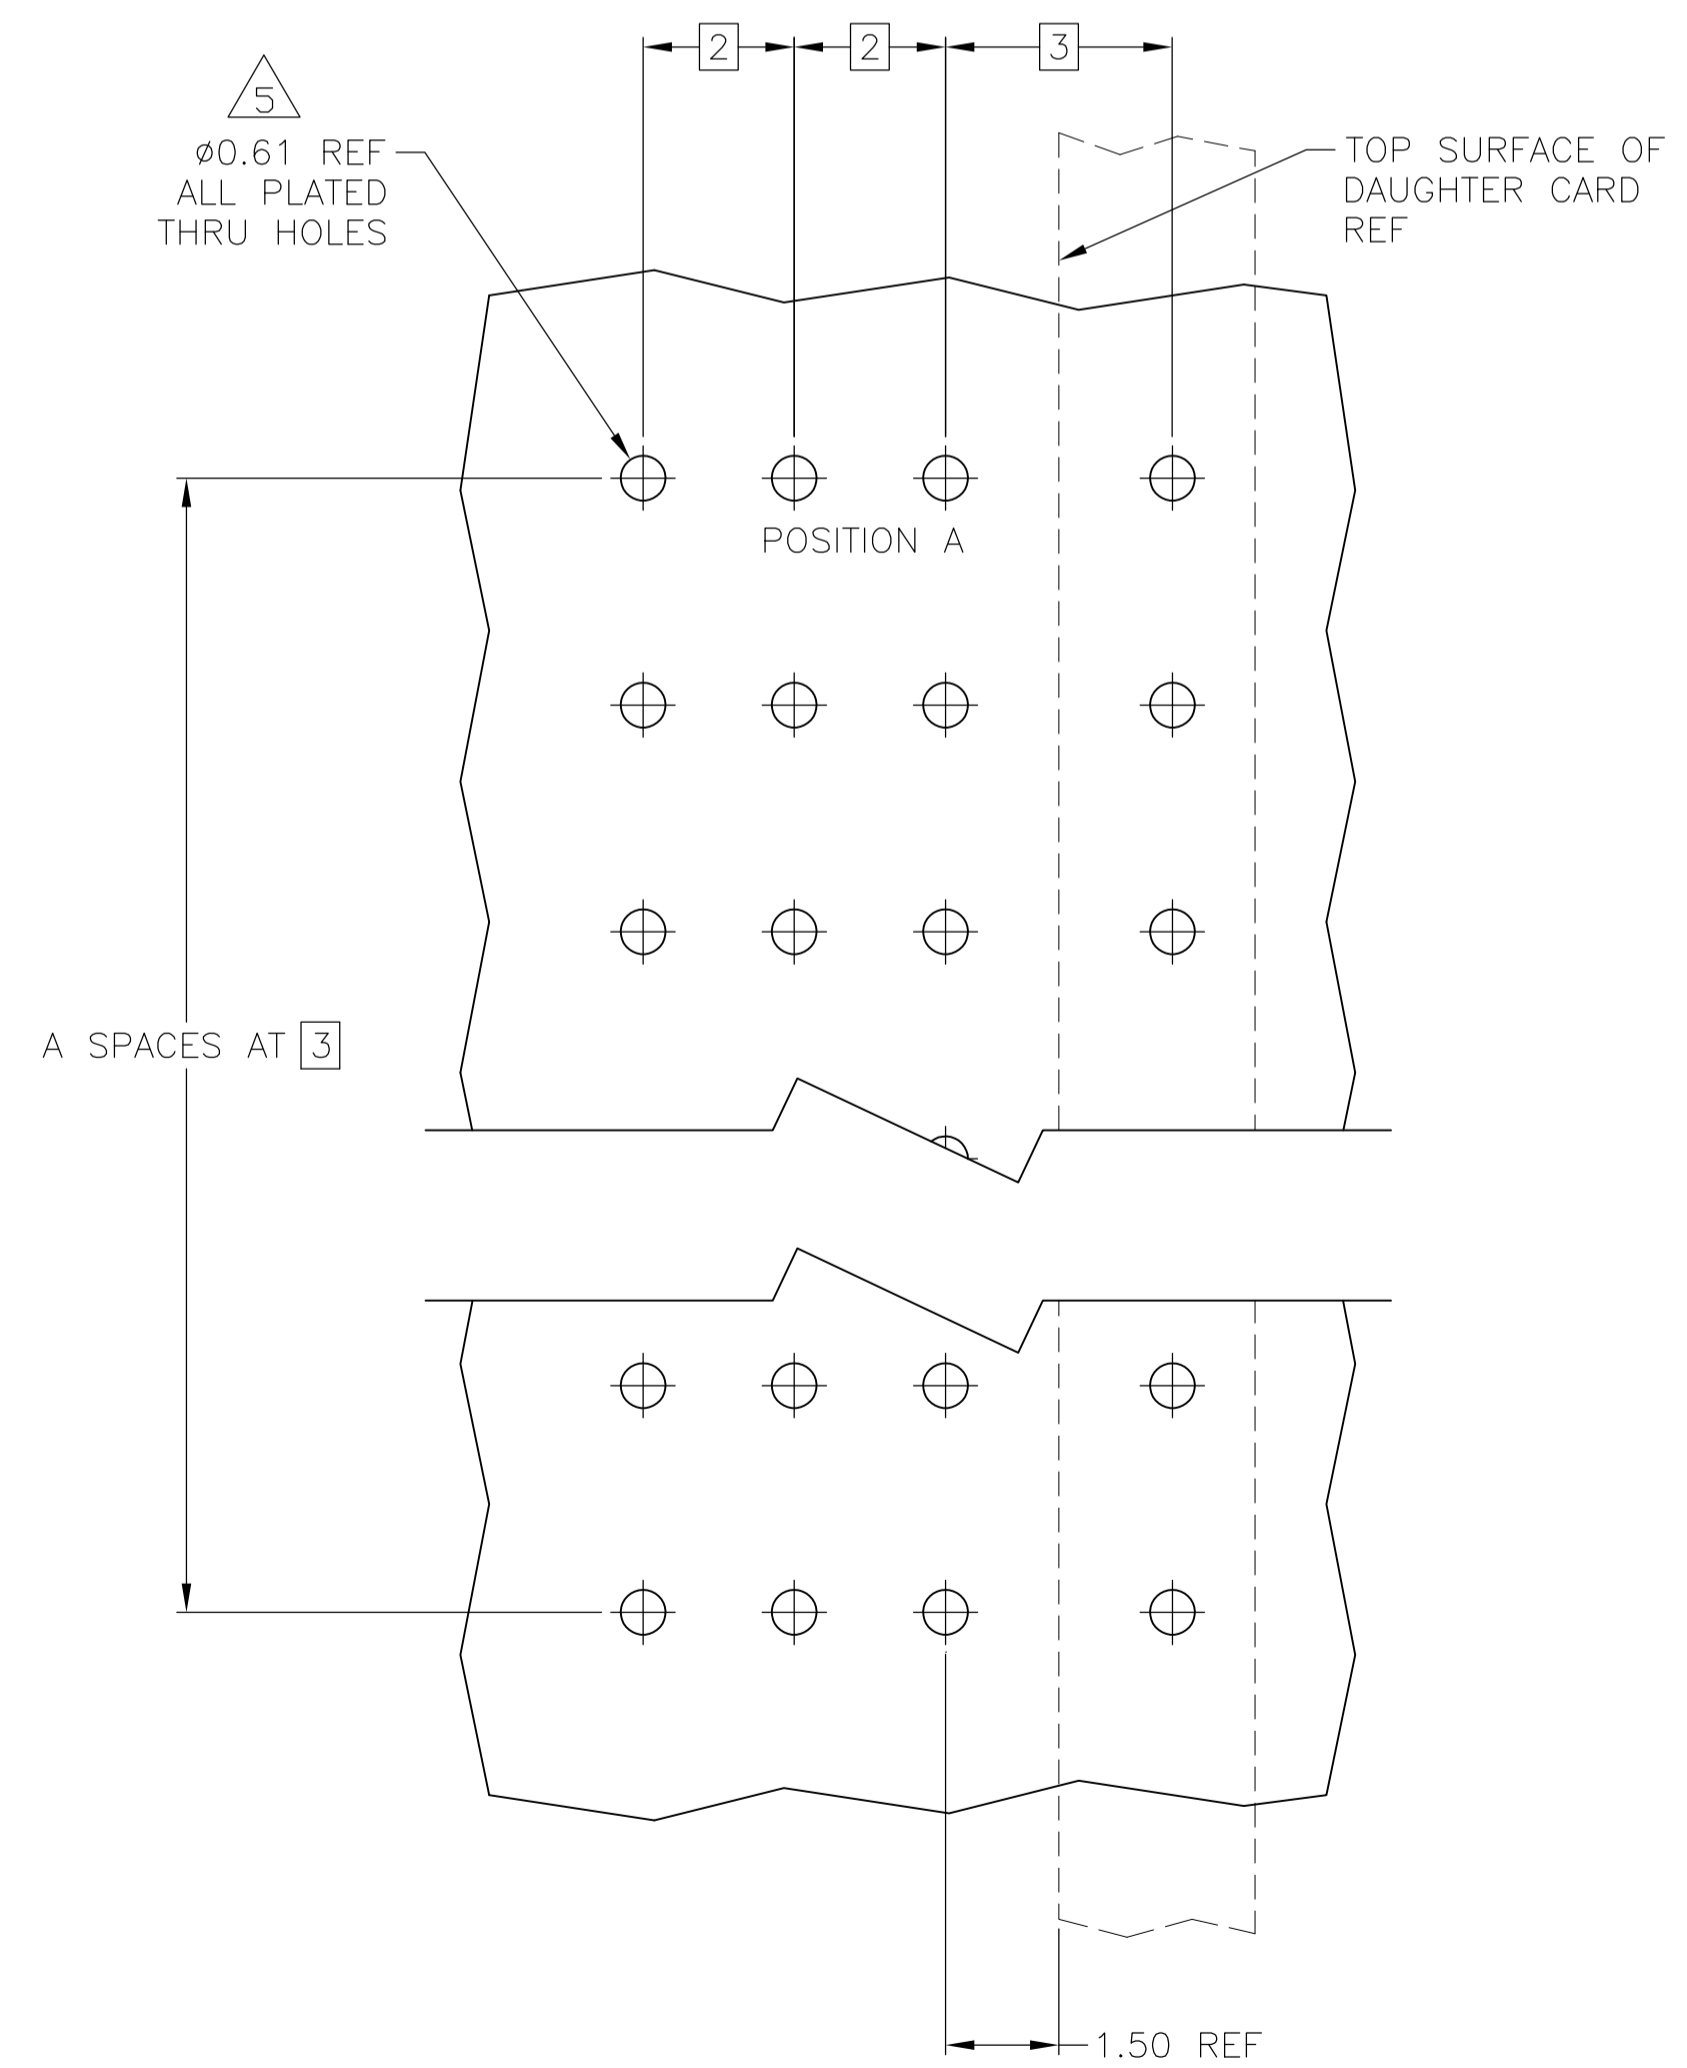 2
2
3
5
ø0.61 REF
ALL PLATED
THRU HOLES
TOP SURFACE OF
DAUGHTER CARD
REF
POSITION A
A SPACES AT 3
1.50 REF